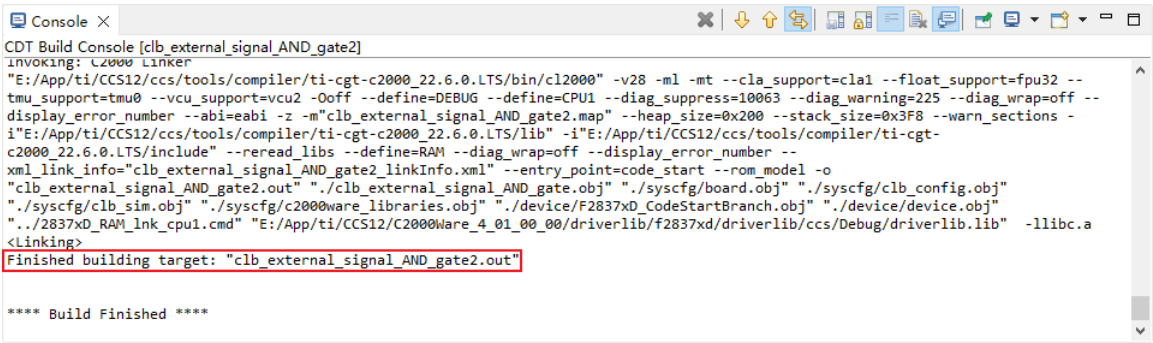 Console
CDT Build Console [clb_external_signal_AND_gate2]
Invoking: C2000 Linker
"E:/App/ti/CCS12/ccs/tools/compiler/ti-cgt-c2000_22.6.0.LTS/bin/cl2000" -v28 -ml -mt --cla_support=cla1 --float_support=fpu32 --
tmu_support=tmu0 --vcu_support=vcu2 -Ooff --define=DEBUG --define=CPU1 --diag_suppress=10063 --diag_warning=225 --diag_wrap=off --
display_error_number --abi=eabi -z -m"clb_external_signal_AND_gate2.map" --heap_size=0x200 --stack_size=0x3F8 --warn_sections -
i"E:/App/ti/CCS12/ccs/tools/compiler/ti-cgt-c2000_22.6.0.LTS/lib" -i"E:/App/ti/CCS12/ccs/tools/compiler/ti-cgt-
c2000_22.6.0.LTS/include" --reread_libs --define=RAM --diag_wrap=off --display_error_number --
xml_link_info="clb_external_signal_AND_gate2_linkInfo.xml" --entry_point=code_start --rom_model -o
"clb_external_signal_AND_gate2.out" "./clb_external_signal_AND_gate.obj" "./syscfg/board.obj" "./syscfg/clb_config.obj"
"./syscfg/clb_sim.obj" "./syscfg/c2000ware_libraries.obj" "./device/F2837xD_CodeStartBranch.obj" "./device/device.obj"
"../2837xD_RAM_lnk_cpu1.cmd" "E:/App/ti/CCS12/C2000Ware_4_01_00_00/driverlib/f2837xd/driverlib/ccs/Debug/driverlib.lib" -llibc.a
<Linking>
Finished building target: "clb_external_signal_AND_gate2.out"
**** Build Finished ****